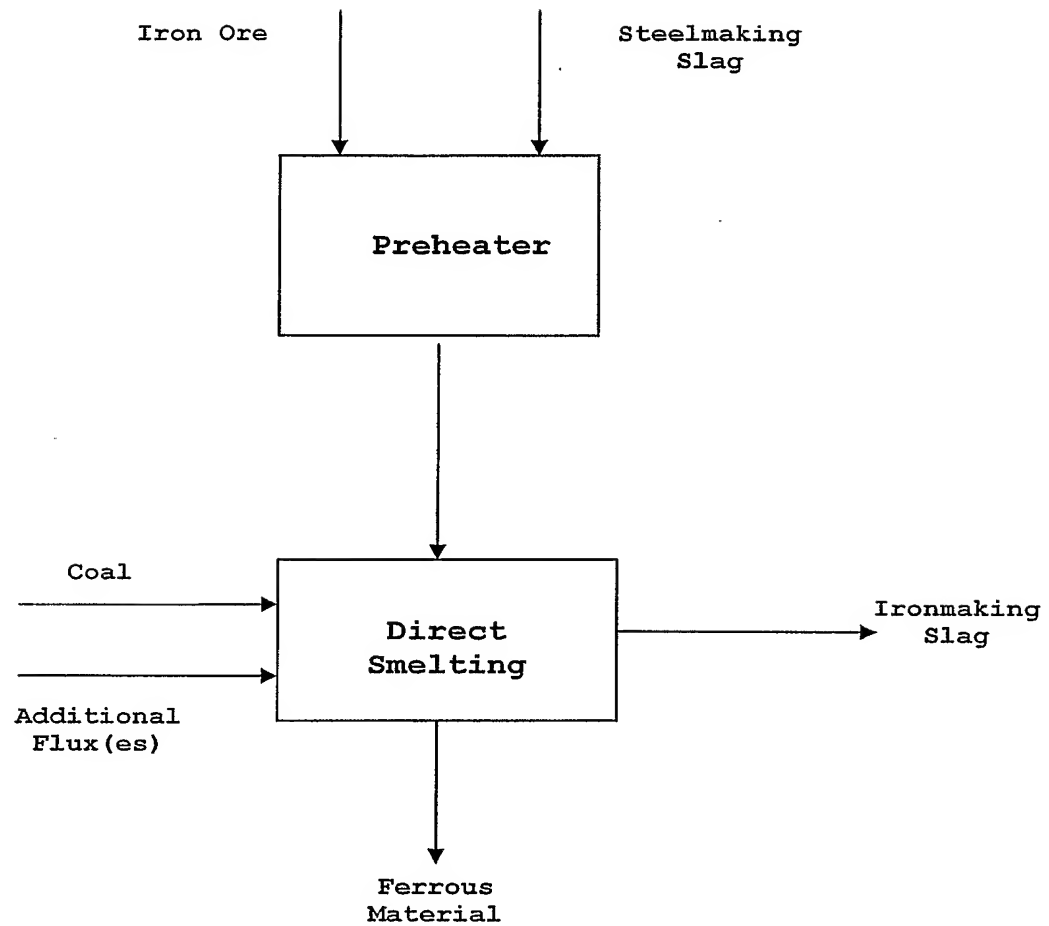 Iron Ore
Steelmaking
Slag
Preheater
Coal
Direct
Smelting
Ironmaking
Slag
Additional
Flux(es)
Ferrous
Material